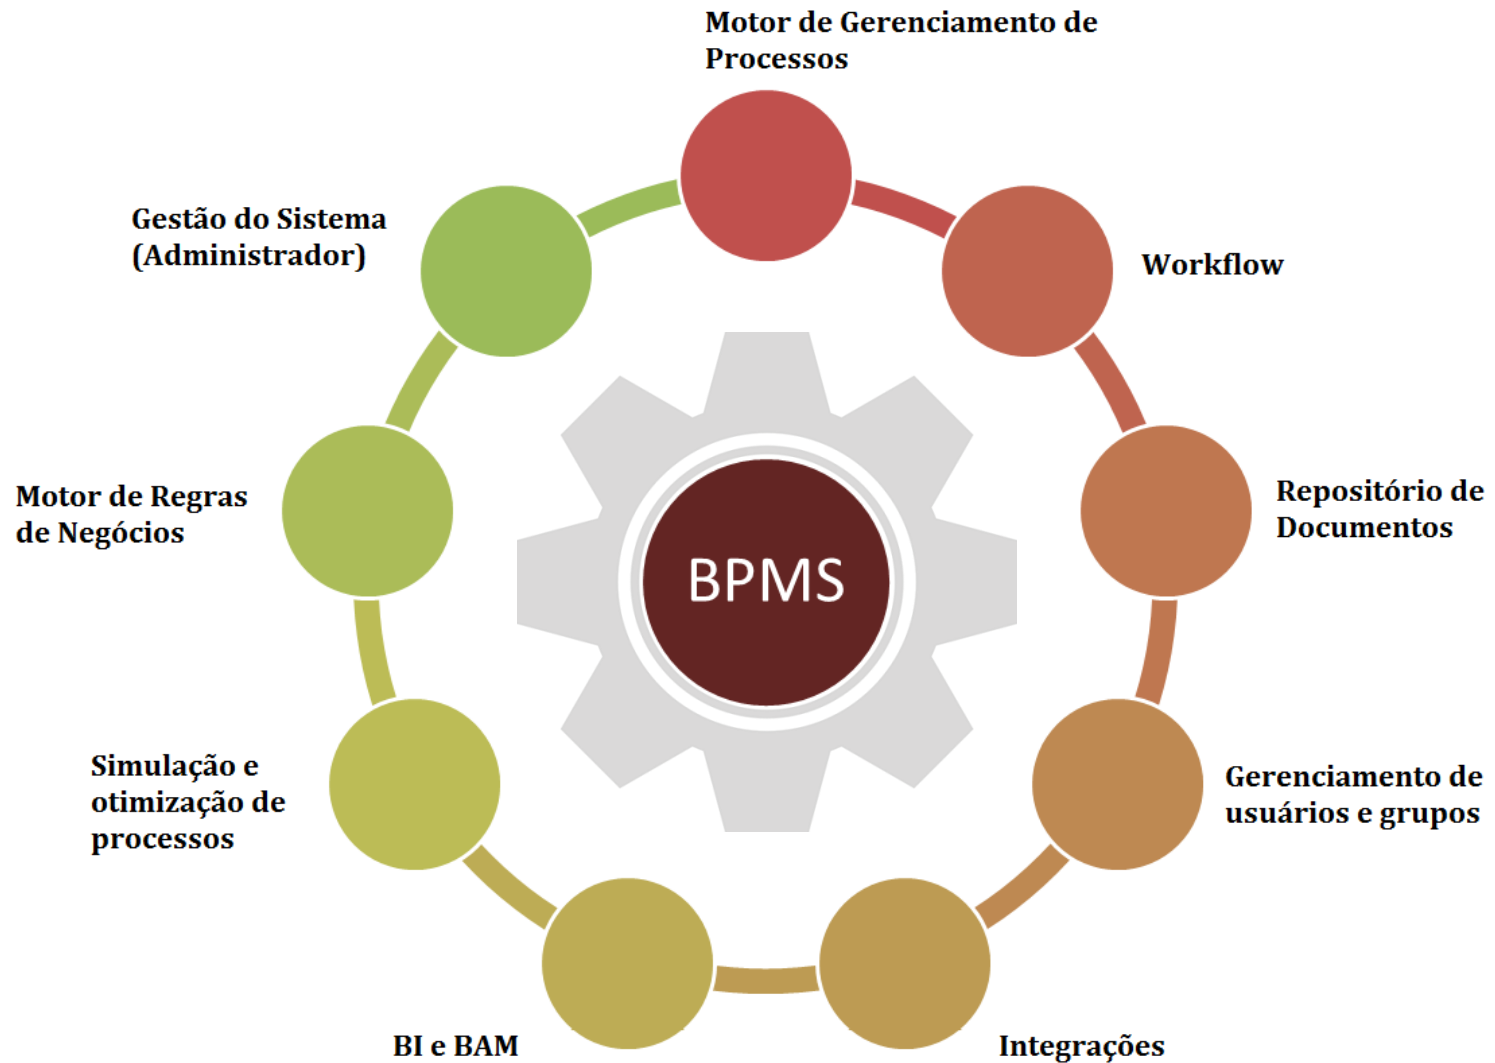 Motor de Gerenciamento de
Processos
Gestão do Sistema
(Administrador)
Workflow
Motor de Regras
de Negócios
Repositório de
Documentos
BPMS
Simulação e
otimização de
processos
Gerenciamento de
usuários e grupos
BI e BAM
Integrações